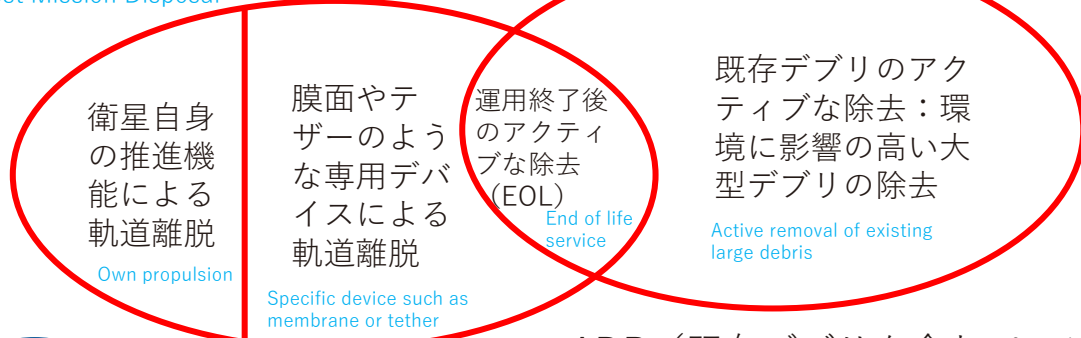 衛星自身
の推進機
能による
軌道離脱
Own propulsion
膜面やテ
ザーのよう
な専用デバ
イスによる
軌道離脱
Specific device such as
membrane or tether
運用終了後
のアクティ
ブな除去
（EOL）
End of life
service
既存デブリのアク
ティブな除去：環
境に影響の高い大
型デブリの除去
Active removal of existing
large debris